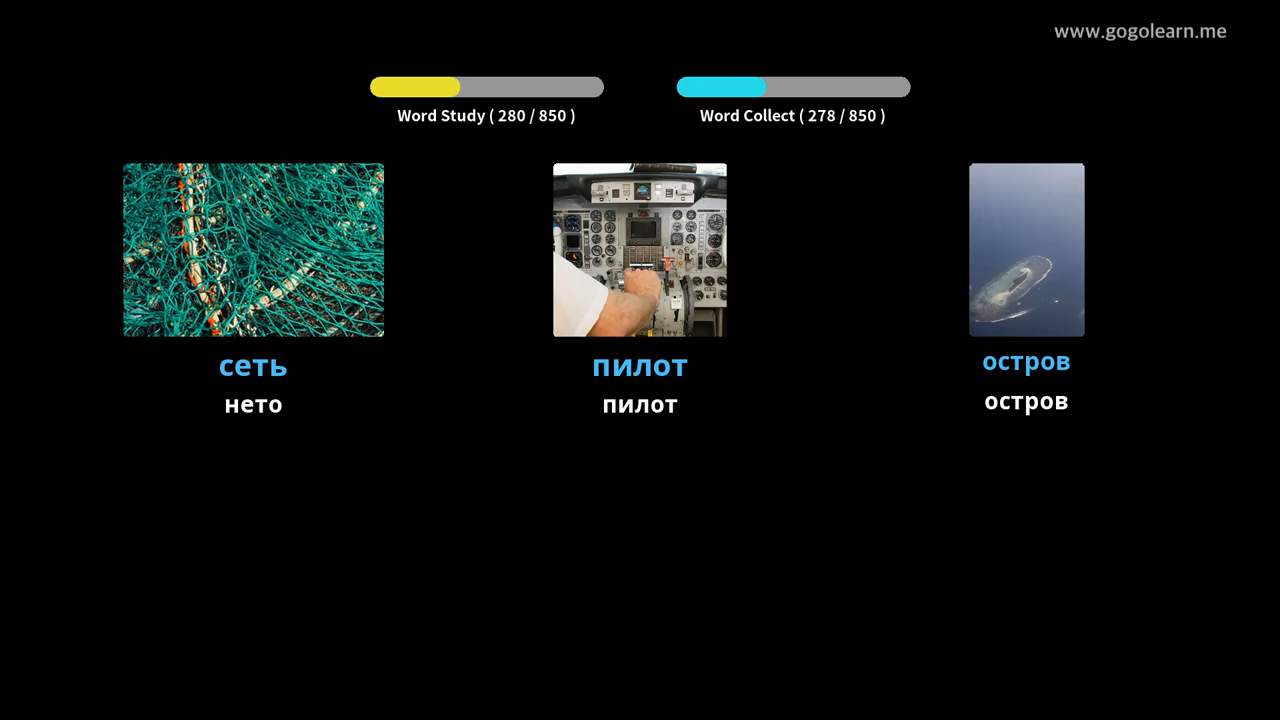 www.gogolearn.me
Word Study ( 280 / 850 )
Word Collect ( 278 / 850 )
сеть
нето
пилот
пилот
остров
остров